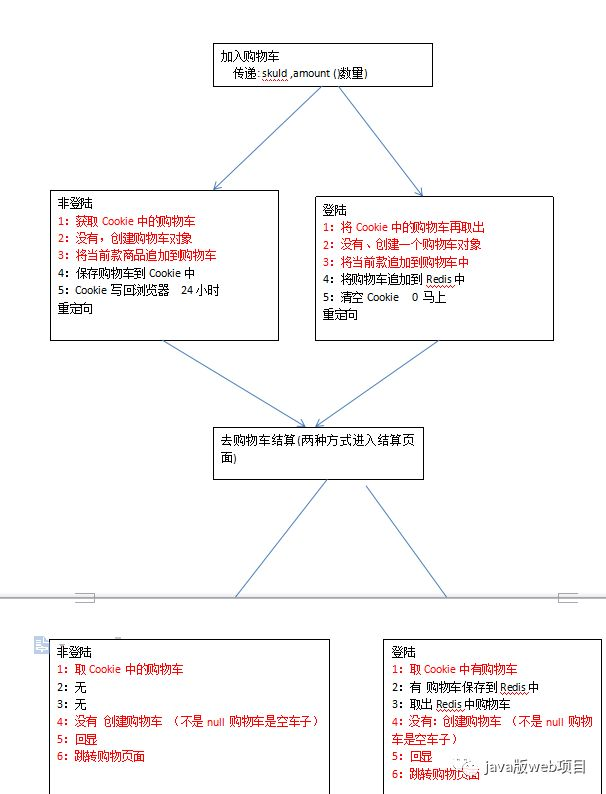 加入购物车
传递: skuId ,amount (数量)
非登陆
1：获取 Cookie 中的购物车
2：没有，创建购物车对象
3：将当前款商品追加到购物车
4：保存购物车到 Cookie 中
5：Cookie 写回浏览器 24 小时
重定向
登陆
1：将 Cookie 中的购物车再取出
2：没有、创建一个购物车对象
3：将当前款追加到购物车中
4：将购物车追加到 Redis 中
5：清空 Cookie 0 马上
重定向
去购物车结算(两种方式进入结算页
面)
非登陆
1：取 Cookie 中的购物车
2：无
3：无
4：没有 创建购物车 （不是 null 购物车是空车子）
5：回显
6：跳转购物页面
登陆
1：取 Cookie 中有购物车
2：有 购物车保存到 Redis 中
3：取出 Redis 中购物车
4：没有：创建购物车 （不是 null 购物
车是空车子）
5：回显
6：跳转购物页面
java版web项目